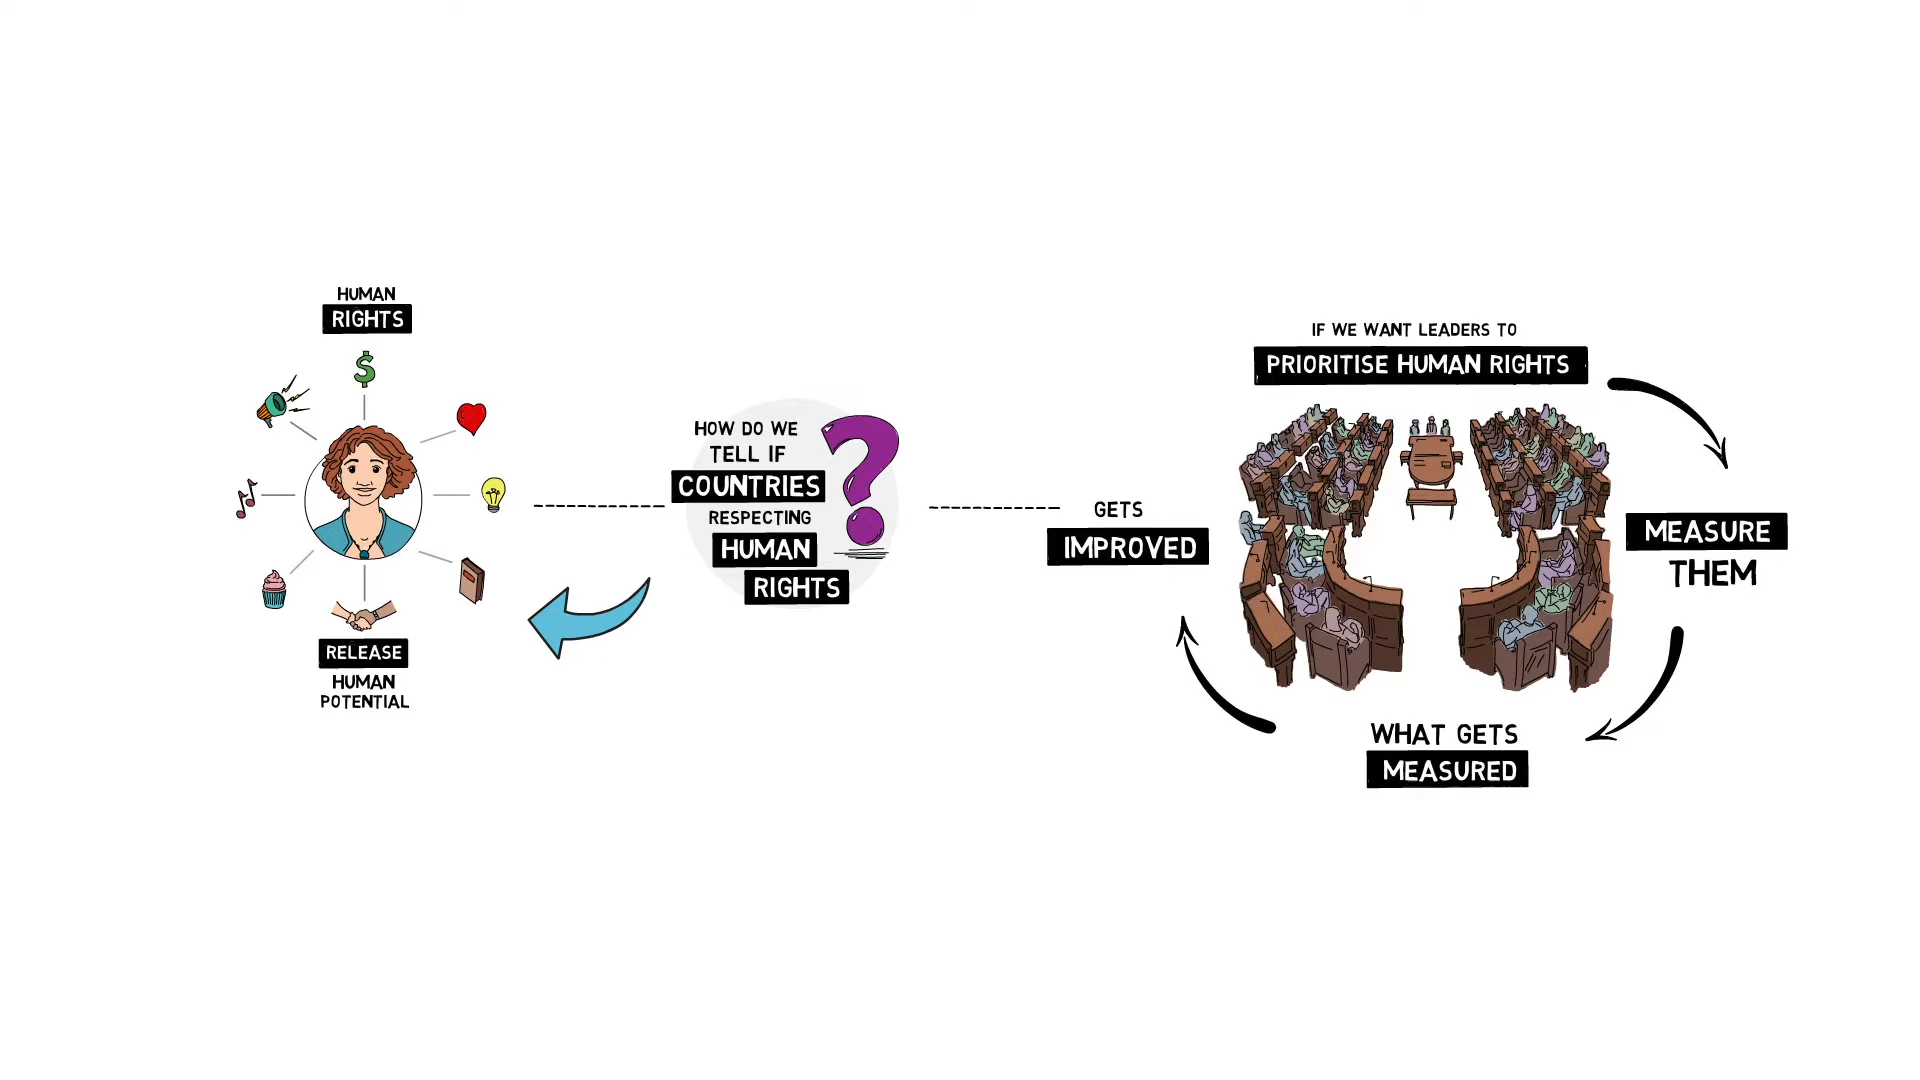 HUMAN
RIGHTS
$
RELEASE
HUMAN
POTENTIAL
HOW DO WE
TELL IF
COUNTRIES
RESPECTING
HUMAN
RIGHTS
?
IF WE WANT LEADERS TO
PRIORITISE HUMAN RIGHTS
MEASURE
THEM
WHAT GETS
MEASURED
GETS
IMPROVED